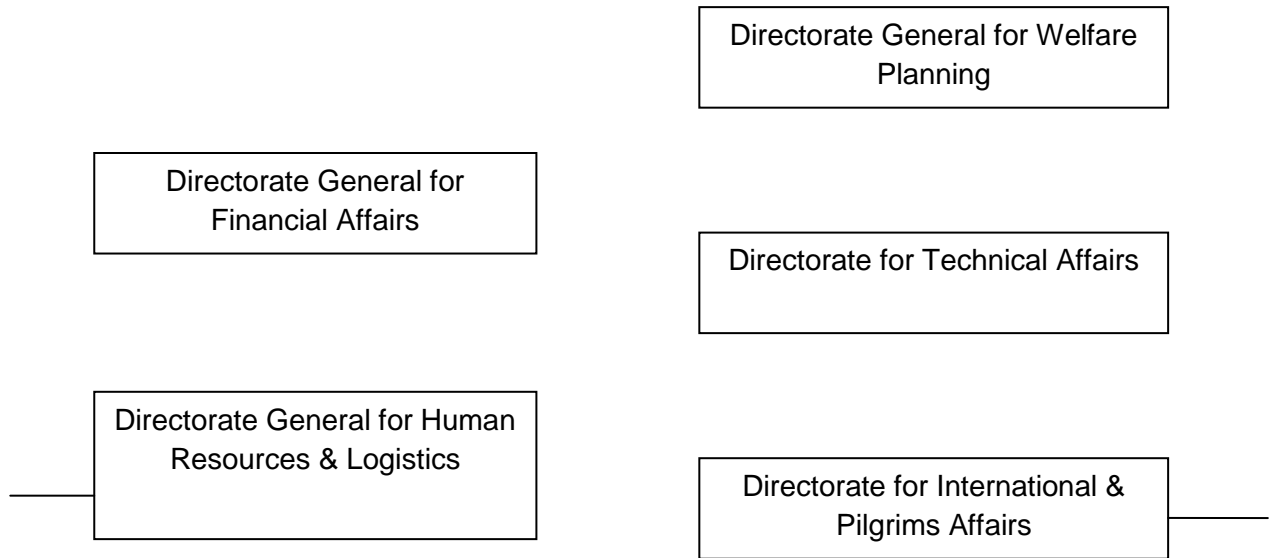 Directorate General for Welfare
Planning
Directorate General for
Financial Affairs
Directorate for Technical Affairs
Directorate General for Human
Resources & Logistics
Directorate for International &
Pilgrims Affairs